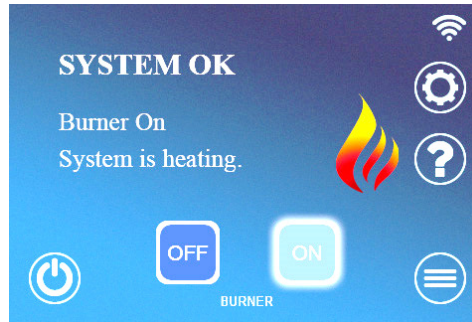 SYSTEM OK
Burner On
System is heating.
OFF
ON
BURNER